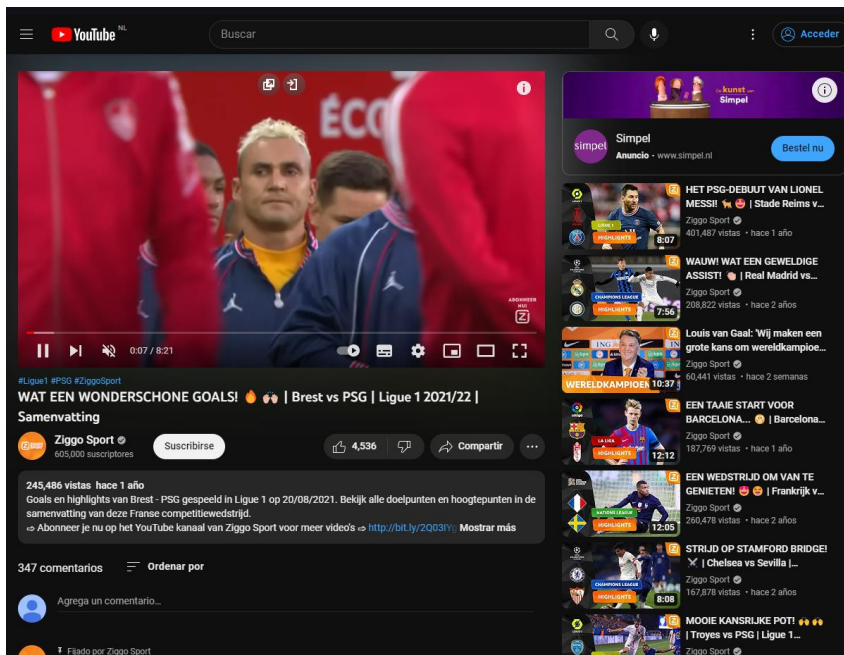 YouTube NL
Buscar
Acceder
ÉCO
ABONNEER
NU!
0:07 / 8:21
#Ligue1 #PSG #ZiggoSport
WAT EEN WONDERSCHONE GOALS! 🔥 🙌 | Brest vs PSG | Ligue 1 2021/22 |
Samenvatting
Ziggo Sport
605,000 suscriptores
Suscribirse
4,536
Compartir
245,486 vistas hace 1 año
Goals en highlights van Brest - PSG gespeeld in Ligue 1 op 20/08/2021. Bekijk alle doelpunten en hoogtepunten in de
samenvatting van deze Franse competitiewedstrijd.
⇨ Abonneer je nu op het YouTube kanaal van Ziggo Sport voor meer video's ⇨ Mostrar más
347 comentarios
Ordenar por
Agrega un comentario...
Fijado por Ziggo Sport
kunst
Simpel
simpel
Simpel
Anuncio · www.simpel.nl
Bestel nu
LIGUE 1
HIGHLIGHTS
8:07
HET PSG-DEBUUT VAN LIONEL
MESSI! 🐐 🤩 | Stade Reims v...
Ziggo Sport
401,487 vistas • hace 1 año
CHAMPIONS LEAGUE
HIGHLIGHTS
7:56
WAUW! WAT EEN GEWELDIGE
ASSIST! 👏 | Real Madrid vs...
Ziggo Sport
208,822 vistas • hace 2 años
ING
WERELDKAMPIOEN
10:37
Louis van Gaal: 'Wij maken een
grote kans om wereldkampioe...
Ziggo Sport
60,441 vistas • hace 2 semanas
LA LIGA
HIGHLIGHTS
12:12
EEN TAAIE START VOOR
BARCELONA... | Barcelona...
Ziggo Sport
187,769 vistas • hace 1 año
NATIONS LEAGUE
HIGHLIGHTS
12:05
EEN WEDSTRIJD OM VAN TE
GENIETEN! | Frankrijk v...
Ziggo Sport
260,478 vistas • hace 2 años
CHAMPIONS LEAGUE
HIGHLIGHTS
8:08
STRIJD OP STAMFORD BRIDGE!
⚔️ | Chelsea vs Sevilla |...
Ziggo Sport
167,878 vistas • hace 2 años
HIGHLIGHTS
MOOIE KANSRIJKE POT! 🙌 🙌
| Troyes vs PSG | Ligue 1...
Ziggo Sport